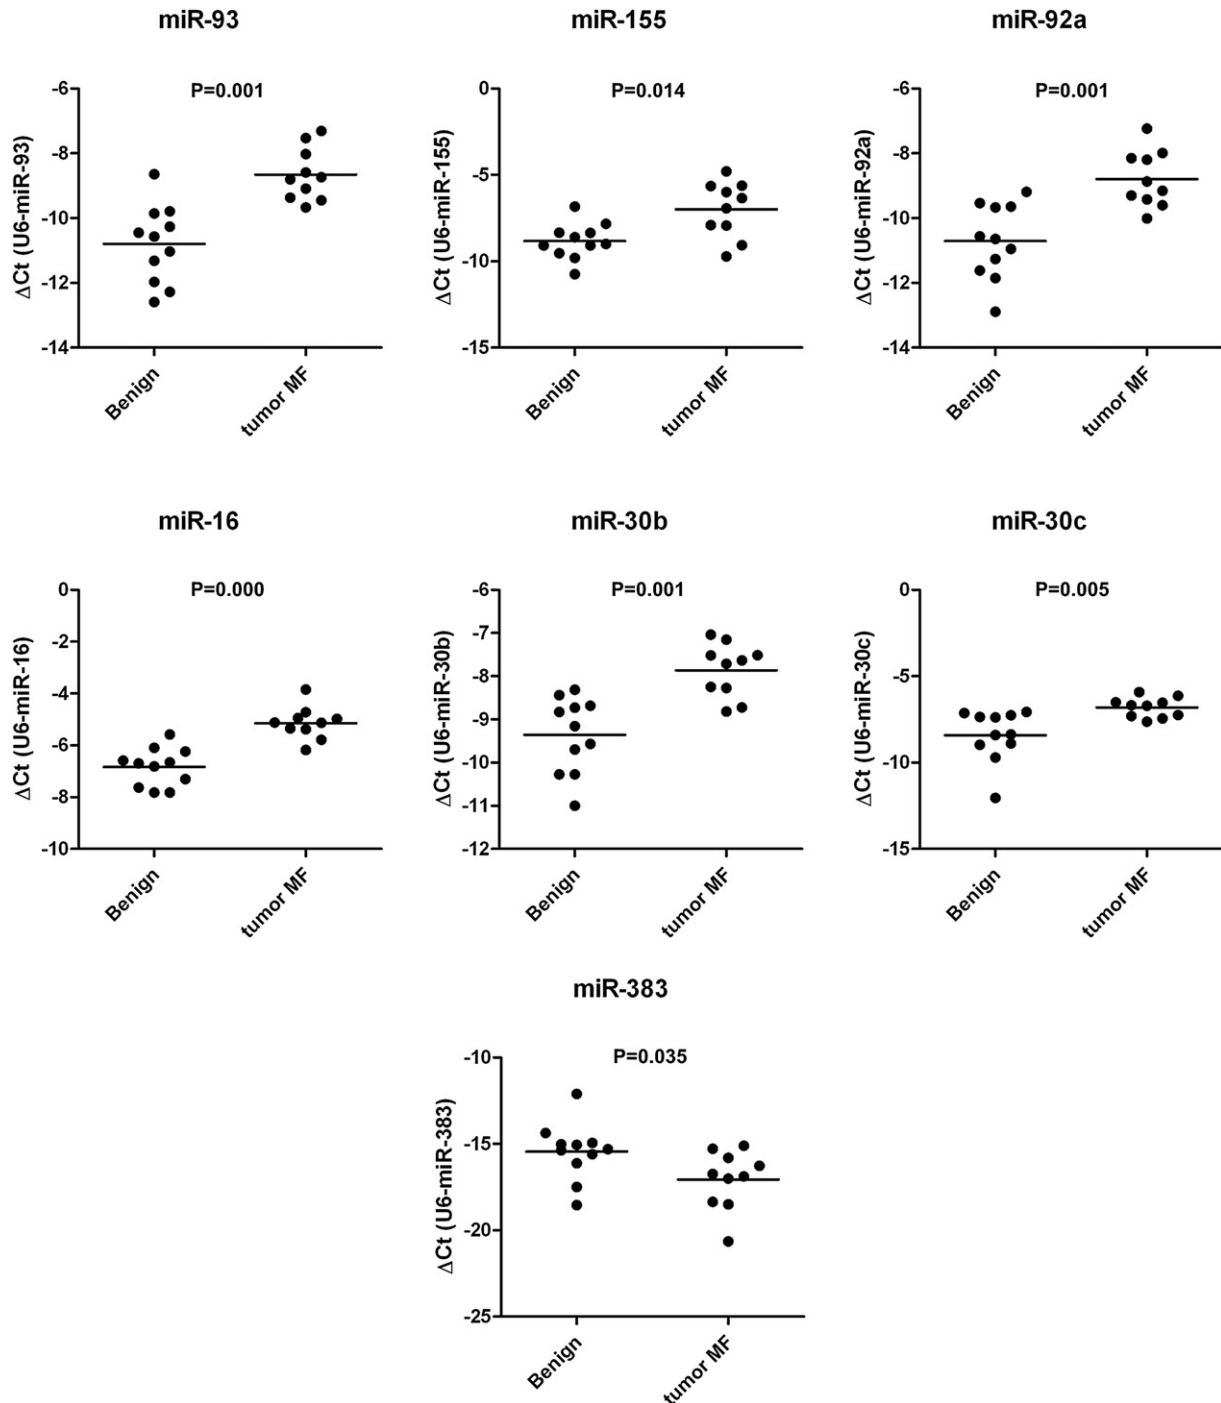 miR-93
miR-155
miR-92a
P=0.001
P=0.014
P=0.001
ΔCt (U6-miR-93)
-6
-8
-10
-12
-14
Benign
tumor MF
ΔCt (U6-miR-155)
0
-5
-10
-15
Benign
tumor MF
ΔCt (U6-miR-92a)
-6
-8
-10
-12
-14
Benign
tumor MF
miR-16
miR-30b
miR-30c
P=0.000
P=0.001
P=0.005
ΔCt (U6-miR-16)
0
-2
-4
-6
-8
-10
Benign
tumor MF
ΔCt (U6-miR-30b)
-6
-7
-8
-9
-10
-11
-12
Benign
tumor MF
ΔCt (U6-miR-30c)
0
-5
-10
-15
Benign
tumor MF
miR-383
P=0.035
ΔCt (U6-miR-383)
-10
-15
-20
-25
Benign
tumor MF